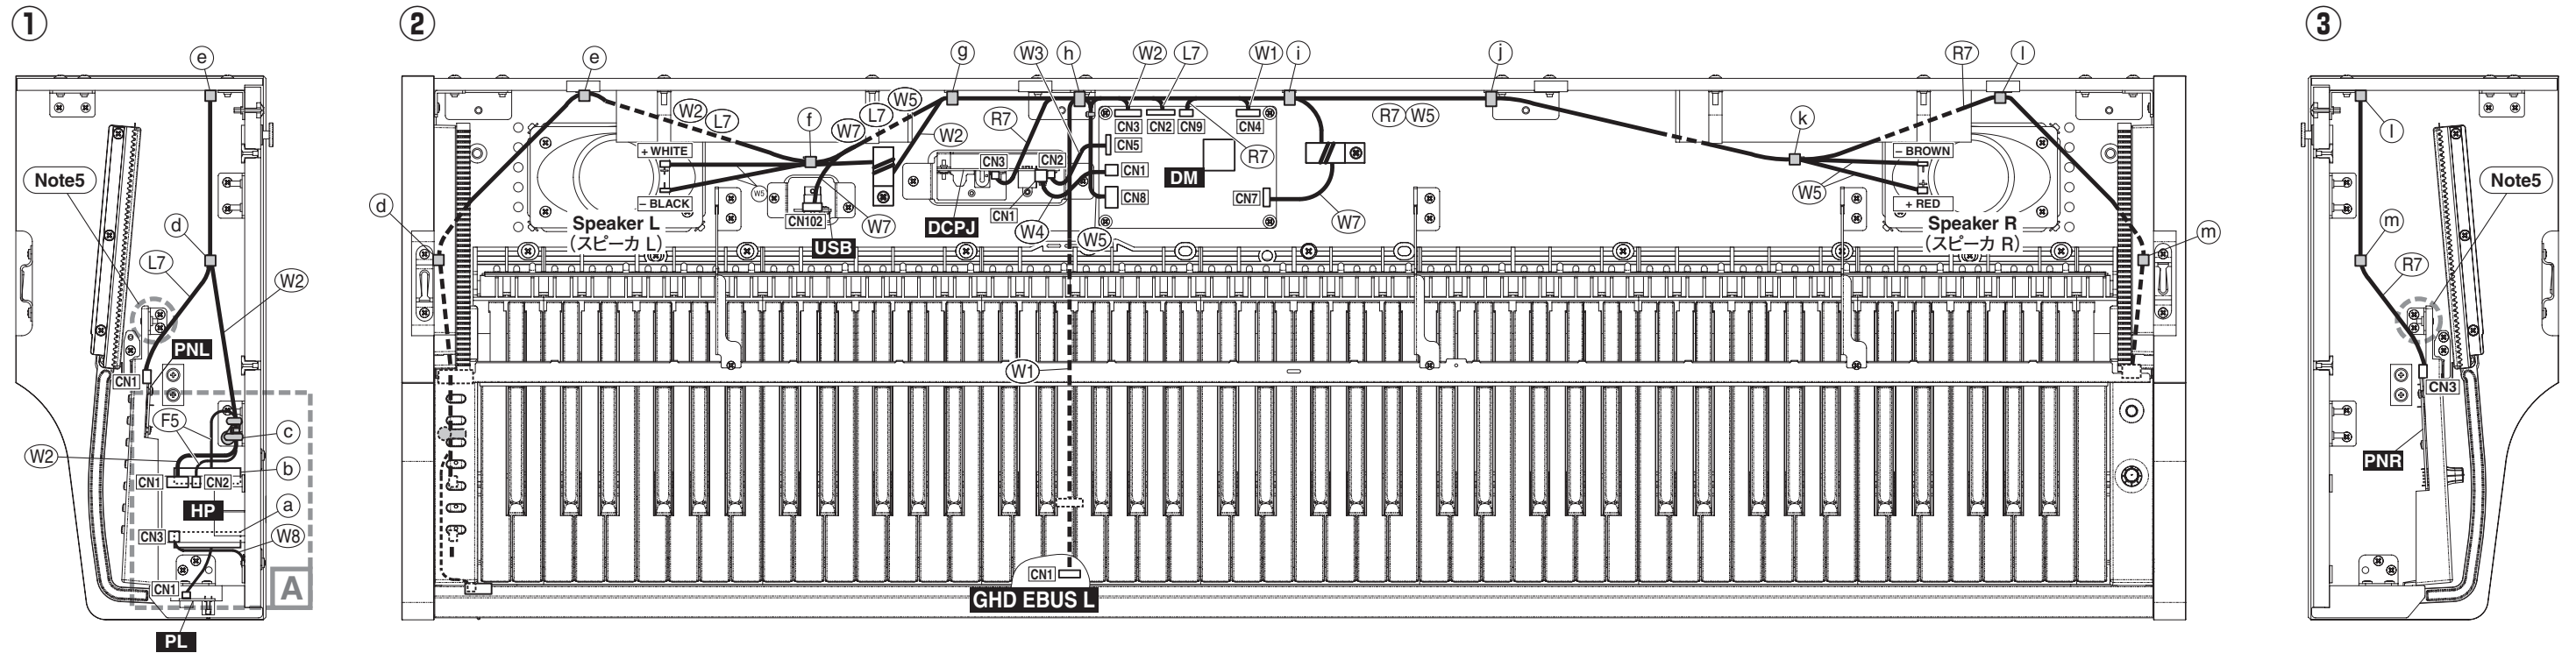 1
e
Note5
d
L7
W2
PNL
CN1
F5
c
W2
b
CN1
CN2
HP
a
CN3
W8
CN1
A
PL
2
e
g
W3
h
W2
L7
W1
i
j
R7
l
W2
L7
f
W7
L7
W5
W2
R7
CN3
CN2
CN9
CN4
R7
W5
k
+ WHITE
CN5
R7
− BROWN
CN3
CN2
CN1
DM
+
−
W5
− BLACK
CN8
CN7
−
+
W5
+ RED
d
Speaker L
(スピーカ L)
CN102
W7
USB
DCPJ
CN1
W4
W5
W7
Speaker R
(スピーカ R)
m
W1
CN1
GHD EBUS L
3
l
Note5
m
R7
CN3
PNR